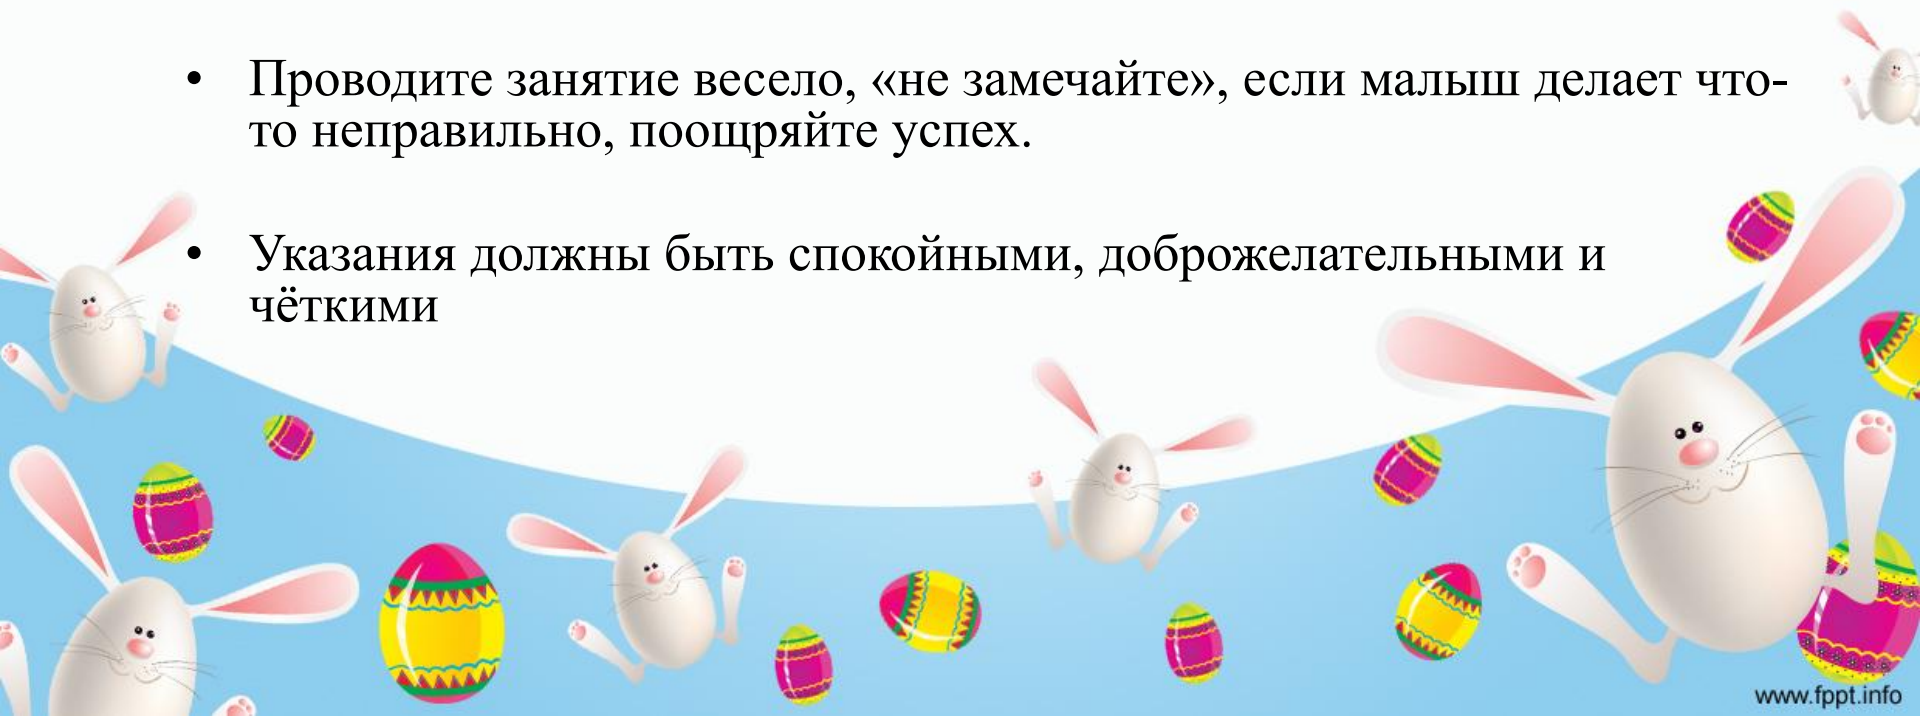 • Проводите занятие весело, «не замечайте», если малыш делает что-
то неправильно, поощряйте успех.
• Указания должны быть спокойными, доброжелательными и
чёткими
www.fppt.info